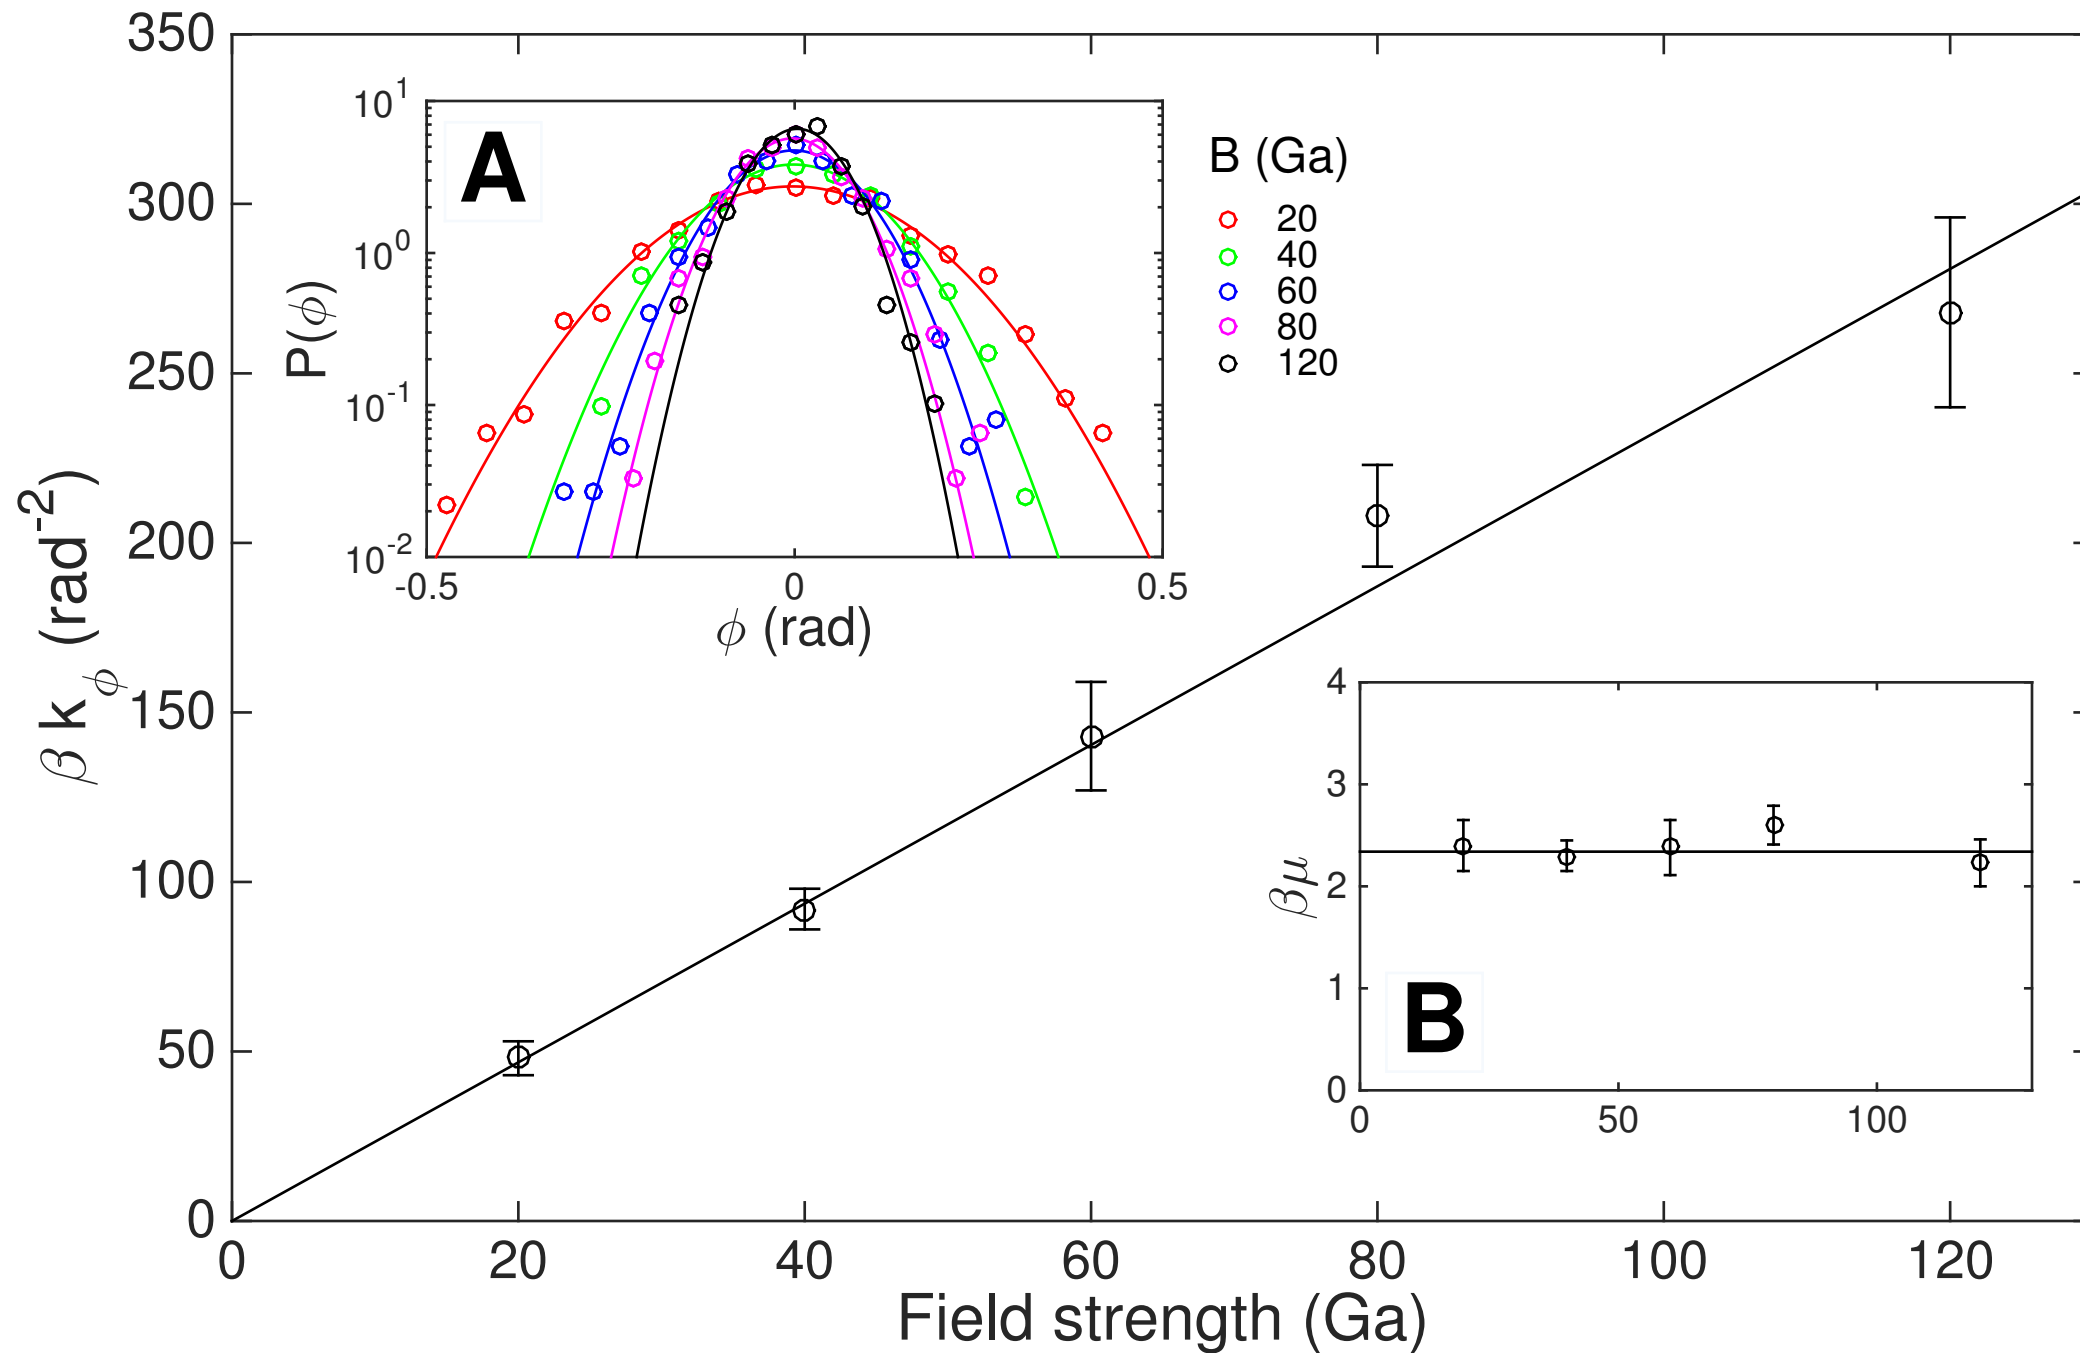 350
300
250
200
150
100
50
0
β k_ϕ (rad^-2)
0 20 40 60 80 100 120
Field strength (Ga)
A
10^1
10^0
10^-1
10^-2
P(ϕ)
-0.5 0 0.5
ϕ (rad)
B (Ga)
20
40
60
80
120
4
3
2
1
0
βμ
B
0 50 100